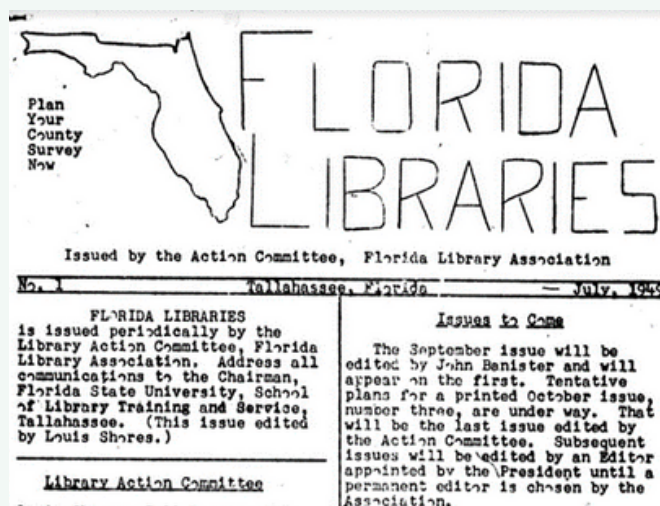 FLORIDA
LIBRARIES
Plan
Your
County
Survey
Now
Issued by the Action Committee, Florida Library Association
No. 1 Tallahassee, Florida — July, 1949
FLORIDA LIBRARIES
is issued periodically by the
Library Action Committee, Florida
Library Association. Address all
communications to the Chairman,
Florida State University, School
of Library Training and Service,
Tallahassee. (This issue edited
by Louis Shores.)
Library Action Committee
Issues to Come
The September issue will be
edited by John Banister and will
appear on the first. Tentative
plans for a printed October issue,
number three, are under way. That
will be the last issue edited by
the Action Committee. Subsequent
issues will be edited by an Editor
appointed by the President until a
permanent editor is chosen by the
Association.